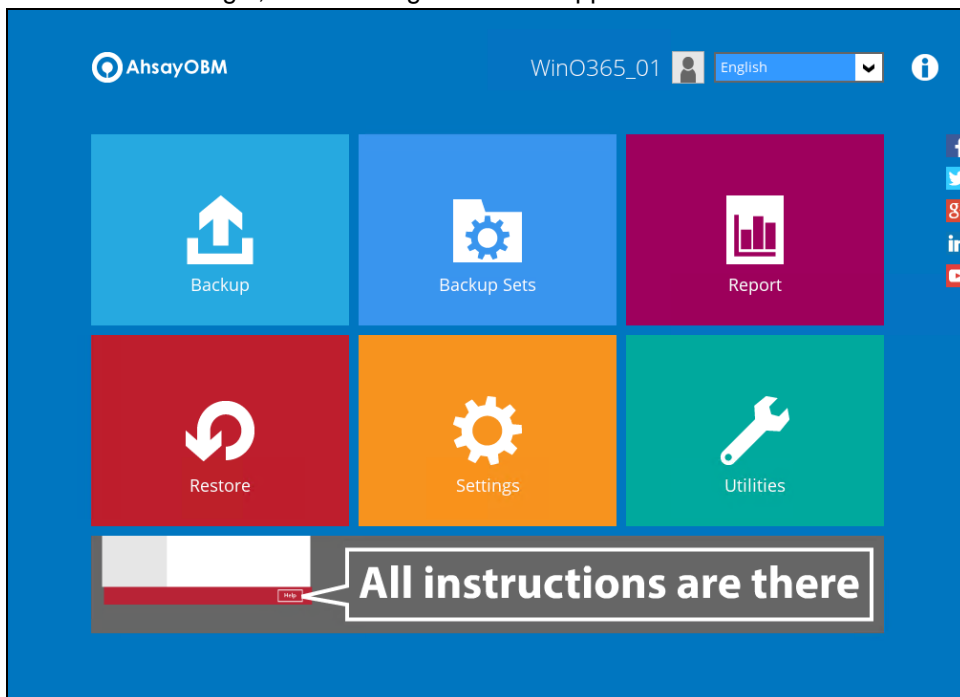 AhsayOBM
WinO365_01
English
Backup
Backup Sets
Report
Restore
Settings
Utilities
Help
All instructions are there